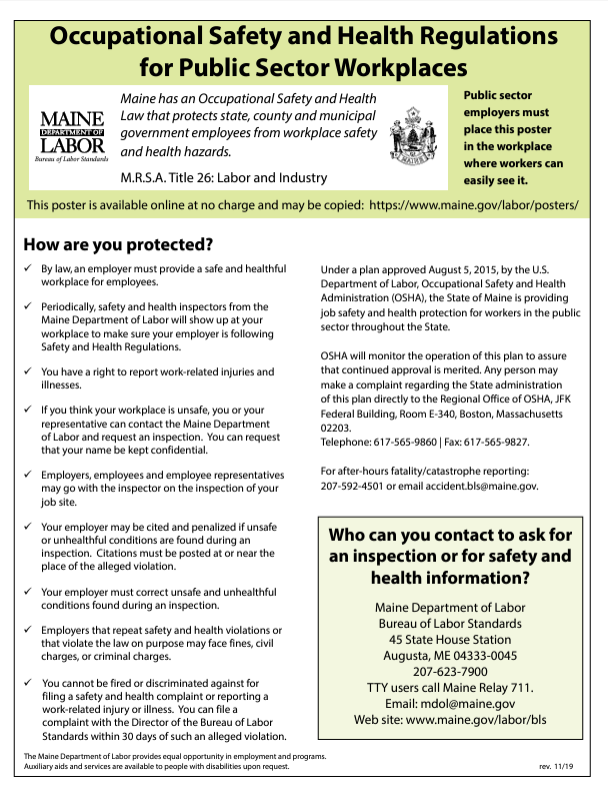 Occupational Safety and Health Regulations
for Public Sector Workplaces
MAINE
DEPARTMENT OF
LABOR
Bureau of Labor Standards
Maine has an Occupational Safety and Health
Law that protects state, county and municipal
government employees from workplace safety
and health hazards.
M.R.S.A. Title 26: Labor and Industry
MAINE
Public sector
employers must
place this poster
in the workplace
where workers can
easily see it.
This poster is available online at no charge and may be copied: https://www.maine.gov/labor/posters/
How are you protected?
✓ By law, an employer must provide a safe and healthful
workplace for employees.
✓ Periodically, safety and health inspectors from the
Maine Department of Labor will show up at your
workplace to make sure your employer is following
Safety and Health Regulations.
✓ You have a right to report work-related injuries and
illnesses.
✓ If you think your workplace is unsafe, you or your
representative can contact the Maine Department
of Labor and request an inspection. You can request
that your name be kept confidential.
✓ Employers, employees and employee representatives
may go with the inspector on the inspection of your
job site.
✓ Your employer may be cited and penalized if unsafe
or unhealthful conditions are found during an
inspection. Citations must be posted at or near the
place of the alleged violation.
✓ Your employer must correct unsafe and unhealthful
conditions found during an inspection.
✓ Employers that repeat safety and health violations or
that violate the law on purpose may face fines, civil
charges, or criminal charges.
✓ You cannot be fired or discriminated against for
filing a safety and health complaint or reporting a
work-related injury or illness. You can file a
complaint with the Director of the Bureau of Labor
Standards within 30 days of such an alleged violation.
Under a plan approved August 5, 2015, by the U.S.
Department of Labor, Occupational Safety and Health
Administration (OSHA), the State of Maine is providing
job safety and health protection for workers in the public
sector throughout the State.
OSHA will monitor the operation of this plan to assure
that continued approval is merited. Any person may
make a complaint regarding the State administration
of this plan directly to the Regional Office of OSHA, JFK
Federal Building, Room E-340, Boston, Massachusetts
02203.
Telephone: 617-565-9860 | Fax: 617-565-9827.
For after-hours fatality/catastrophe reporting:
207-592-4501 or email accident.bls@maine.gov.
Who can you contact to ask for
an inspection or for safety and
health information?
Maine Department of Labor
Bureau of Labor Standards
45 State House Station
Augusta, ME 04333-0045
207-623-7900
TTY users call Maine Relay 711.
Email: mdol@maine.gov
Web site: www.maine.gov/labor/bls
The Maine Department of Labor provides equal opportunity in employment and programs.
Auxiliary aids and services are available to people with disabilities upon request.
rev. 11/19